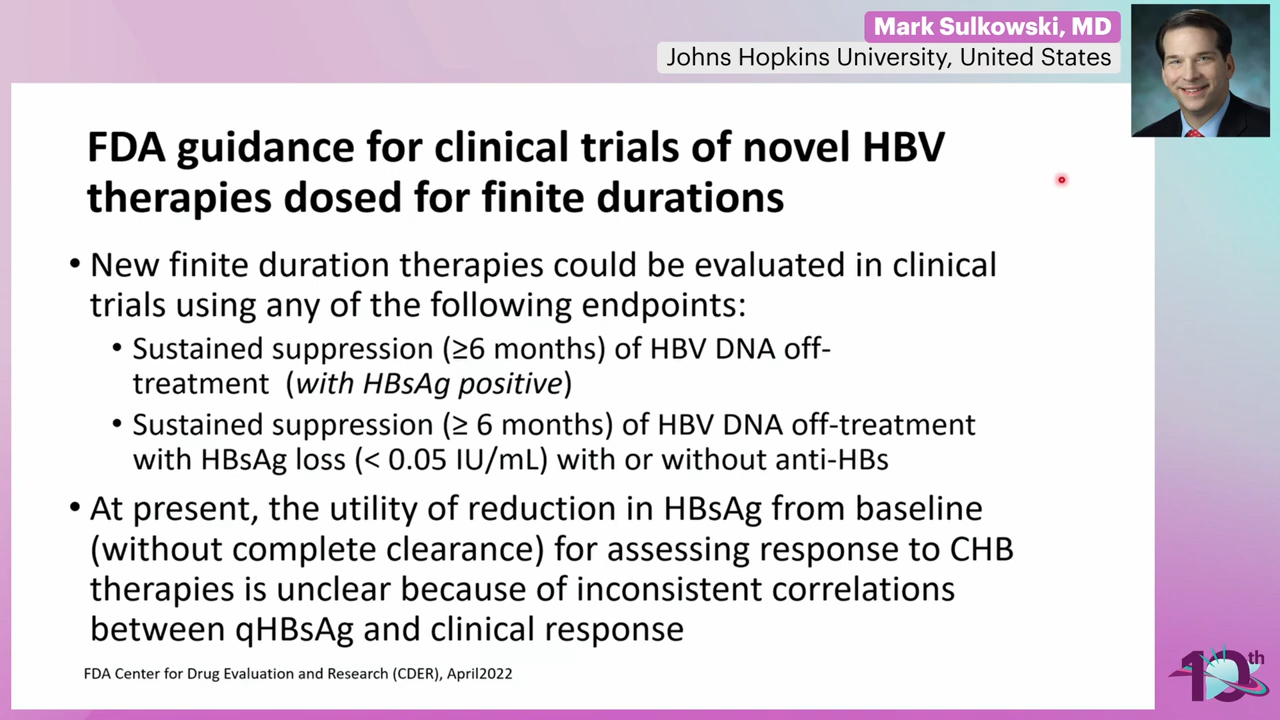 Mark Sulkowski, MD
Johns Hopkins University, United States
FDA guidance for clinical trials of novel HBV
therapies dosed for finite durations
• New finite duration therapies could be evaluated in clinical
trials using any of the following endpoints:
• Sustained suppression (≥6 months) of HBV DNA off-
treatment (with HBsAg positive)
• Sustained suppression (≥ 6 months) of HBV DNA off-treatment
with HBsAg loss (< 0.05 IU/mL) with or without anti-HBs
• At present, the utility of reduction in HBsAg from baseline
(without complete clearance) for assessing response to CHB
therapies is unclear because of inconsistent correlations
between qHBsAg and clinical response
FDA Center for Drug Evaluation and Research (CDER), April2022
10th